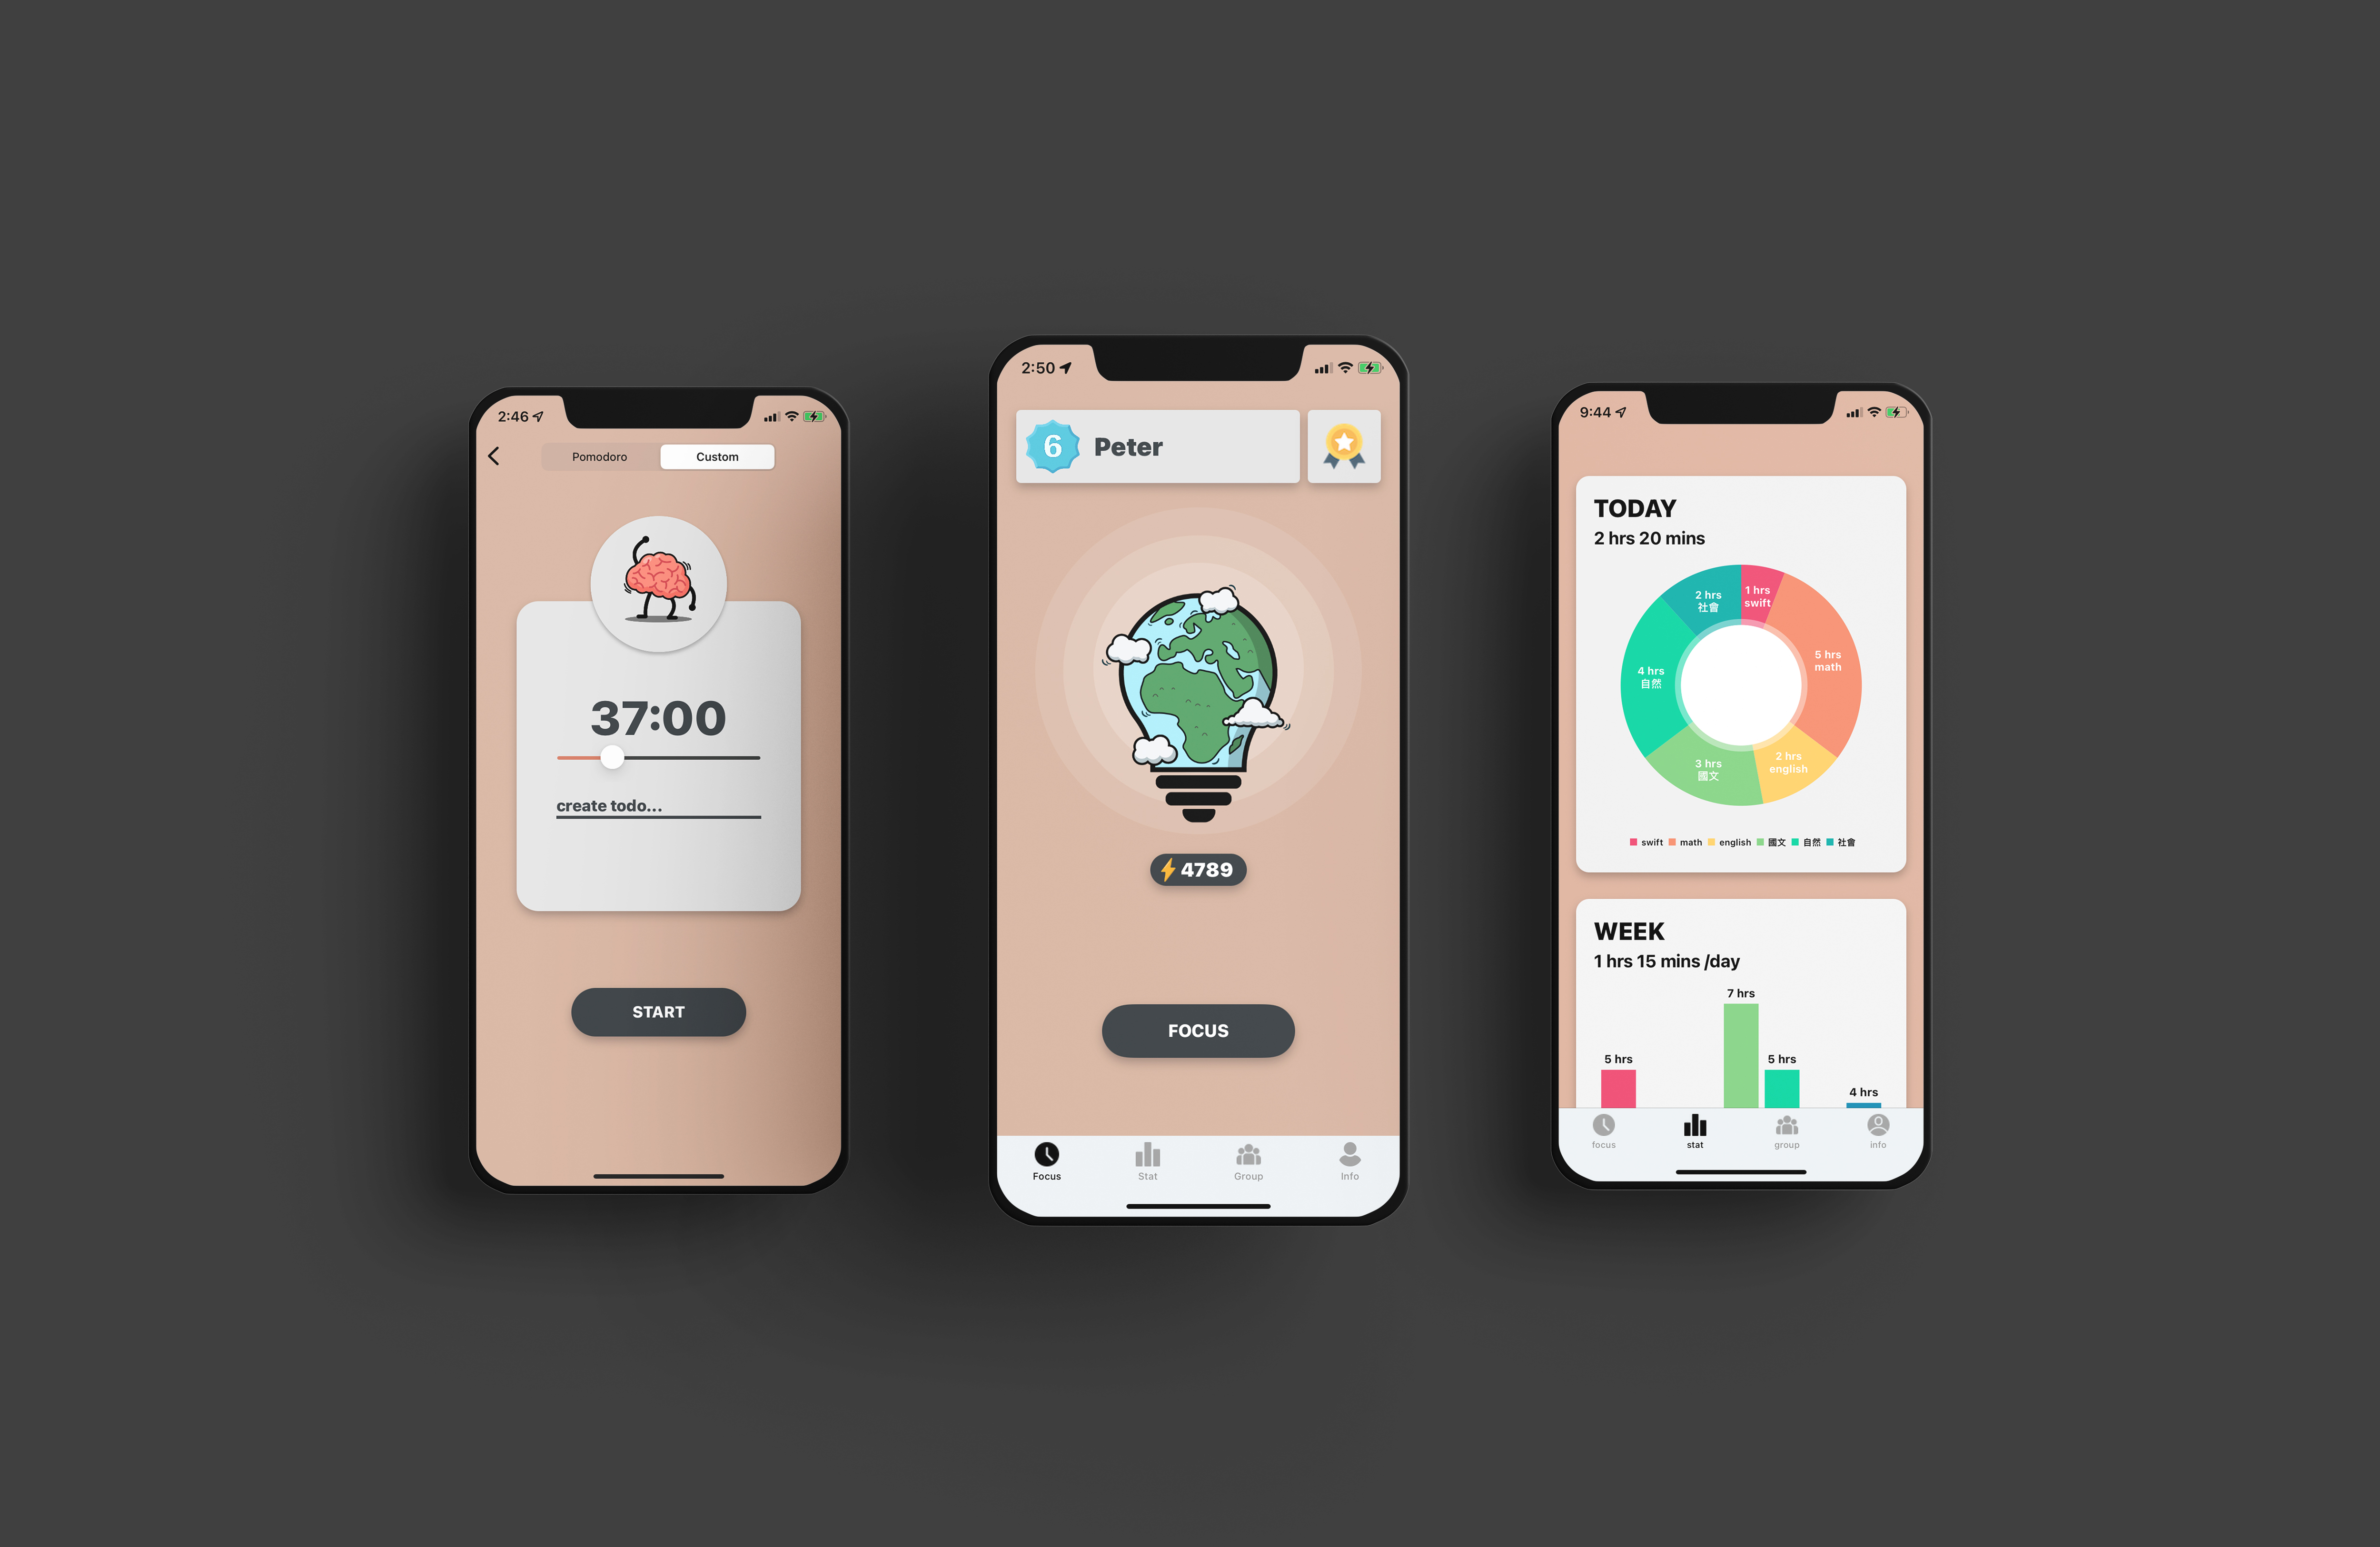 2:46
Pomodoro
Custom
37:00
create todo...
START
2:50
6
Peter
4789
FOCUS
Focus
Stat
Group
Info
9:44
TODAY
2 hrs 20 mins
1 hrs
swift
5 hrs
math
2 hrs
english
3 hrs
國文
4 hrs
自然
2 hrs
社會
swift math english 國文 自然 社會
WEEK
1 hrs 15 mins /day
7 hrs
5 hrs
5 hrs
4 hrs
focus
stat
group
info